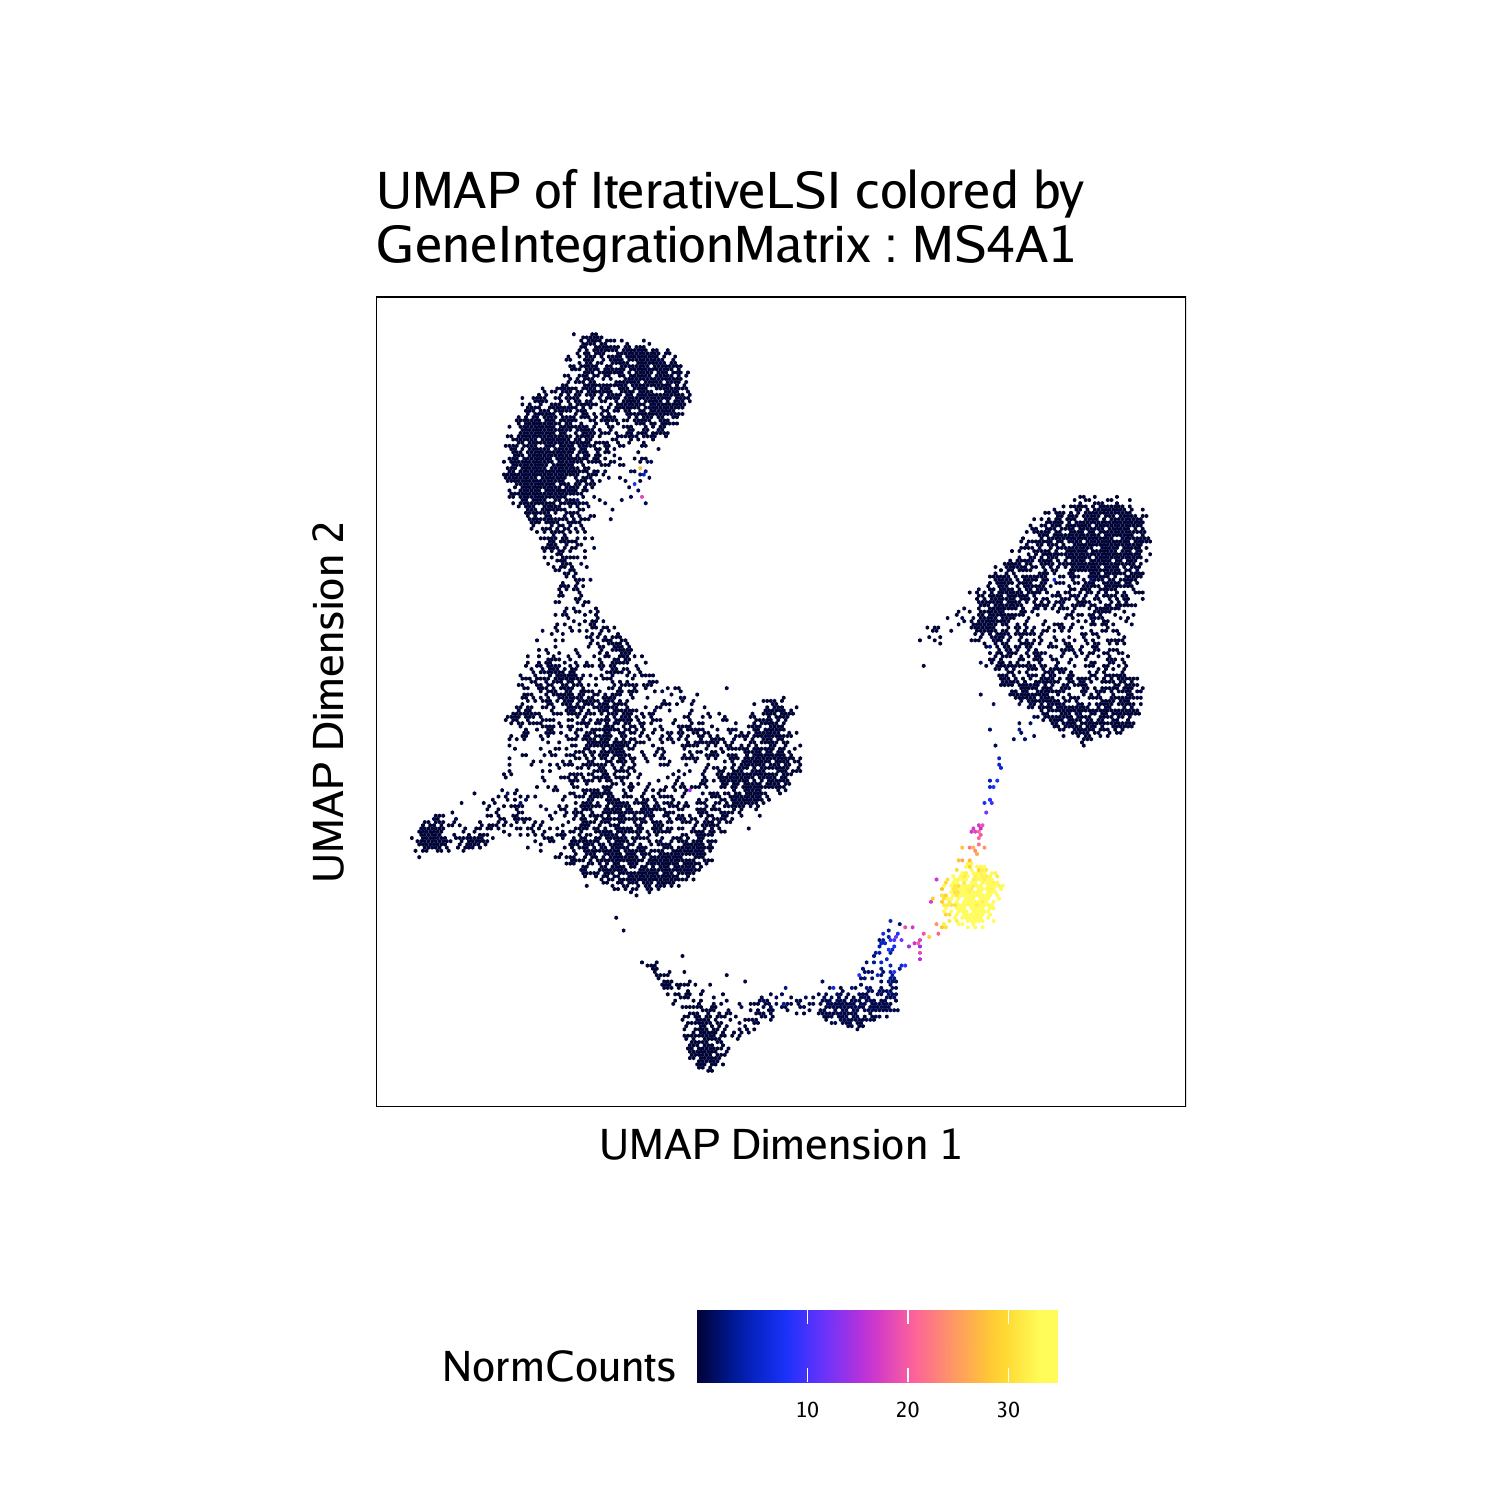 UMAP of IterativeLSI colored by
GeneIntegrationMatrix : MS4A1
UMAP Dimension 2
UMAP Dimension 1
NormCounts
10 20 30